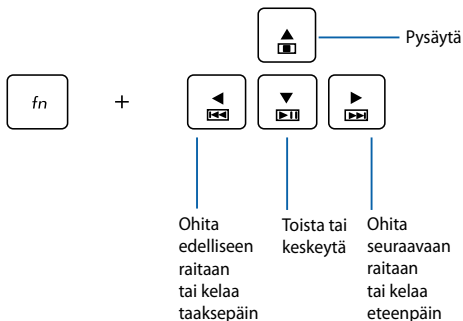 Pysäytä
fn
+
Ohita
edelliseen
raitaan
tai kelaa
taaksepäin
Toista tai
keskeytä
Ohita
seuraavaan
raitaan
tai kelaa
eteenpäin